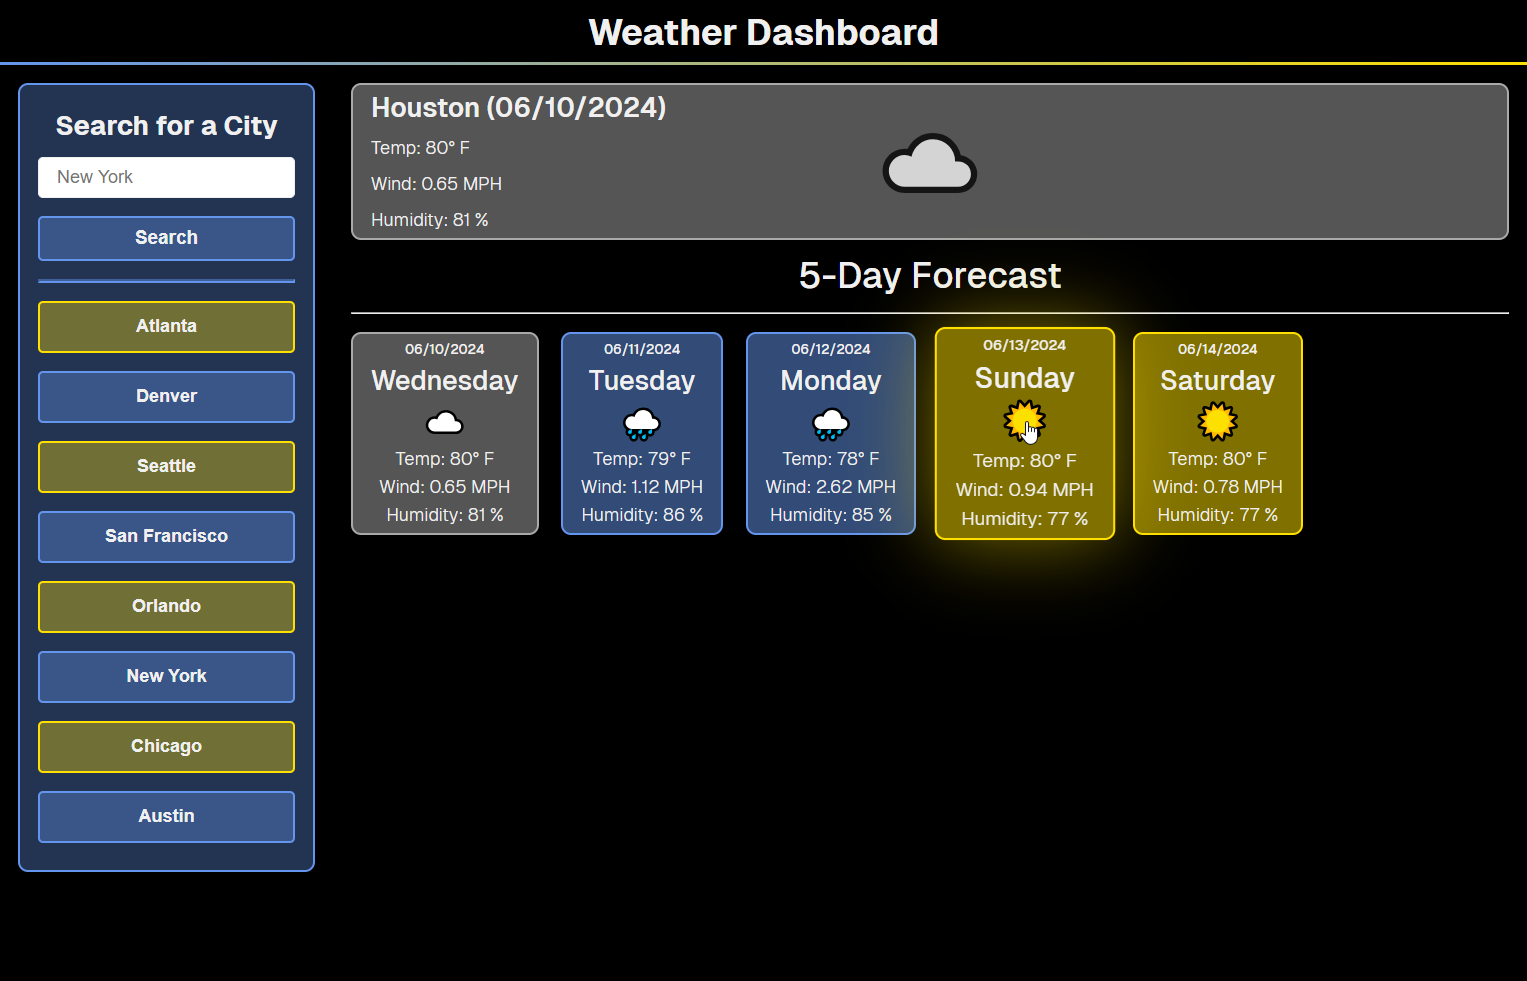 Weather Dashboard
Search for a City
New York
Search
Atlanta
Denver
Seattle
San Francisco
Orlando
New York
Chicago
Austin
Houston (06/10/2024)
Temp: 80° F
Wind: 0.65 MPH
Humidity: 81 %
5-Day Forecast
06/10/2024
Wednesday
Temp: 80° F
Wind: 0.65 MPH
Humidity: 81 %
06/11/2024
Tuesday
Temp: 79° F
Wind: 1.12 MPH
Humidity: 86 %
06/12/2024
Monday
Temp: 78° F
Wind: 2.62 MPH
Humidity: 85 %
06/13/2024
Sunday
Temp: 80° F
Wind: 0.94 MPH
Humidity: 77 %
06/14/2024
Saturday
Temp: 80° F
Wind: 0.78 MPH
Humidity: 77 %